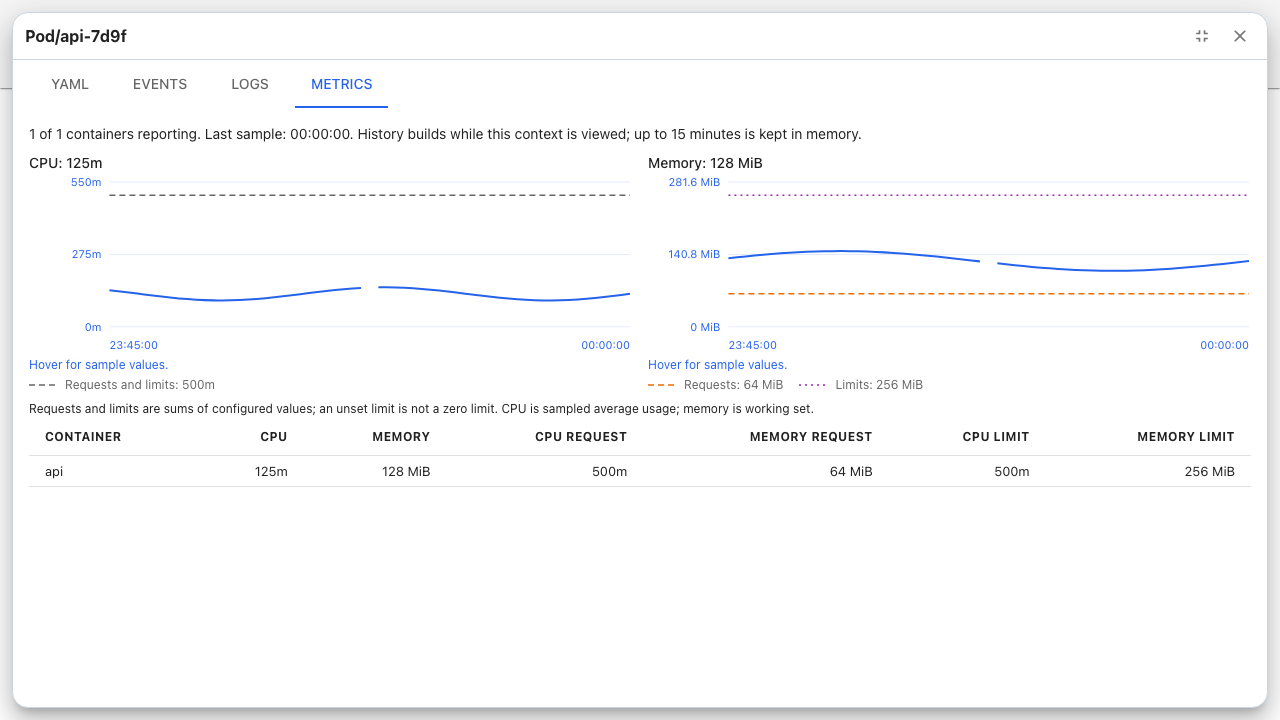 Pod/api-7d9f
YAML EVENTS LOGS METRICS
1 of 1 containers reporting. Last sample: 00:00:00. History builds while this context is viewed; up to 15 minutes is kept in memory.
CPU: 125m
550m
275m
0m
23:45:00 00:00:00
Hover for sample values.
Requests and limits: 500m
Memory: 128 MiB
281.6 MiB
140.8 MiB
0 MiB
23:45:00 00:00:00
Hover for sample values.
Requests: 64 MiB Limits: 256 MiB
Requests and limits are sums of configured values; an unset limit is not a zero limit. CPU is sampled average usage; memory is working set.
CONTAINER CPU MEMORY CPU REQUEST MEMORY REQUEST CPU LIMIT MEMORY LIMIT
api 125m 128 MiB 500m 64 MiB 500m 256 MiB